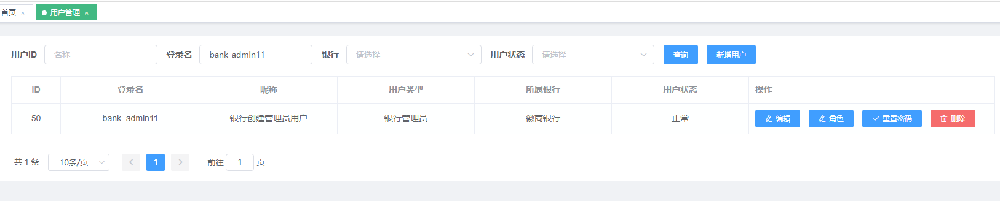 首页 × 用户管理 ×
用户ID 名称 登录名 bank_admin11 银行 请选择 用户状态 请选择 查询 新增用户
ID 登录名 昵称 用户类型 所属银行 用户状态 操作
50 bank_admin11 银行创建管理员用户 银行管理员 徽商银行 正常 编辑 角色 重置密码 删除
共 1 条 10条/页 1 前往 1 页